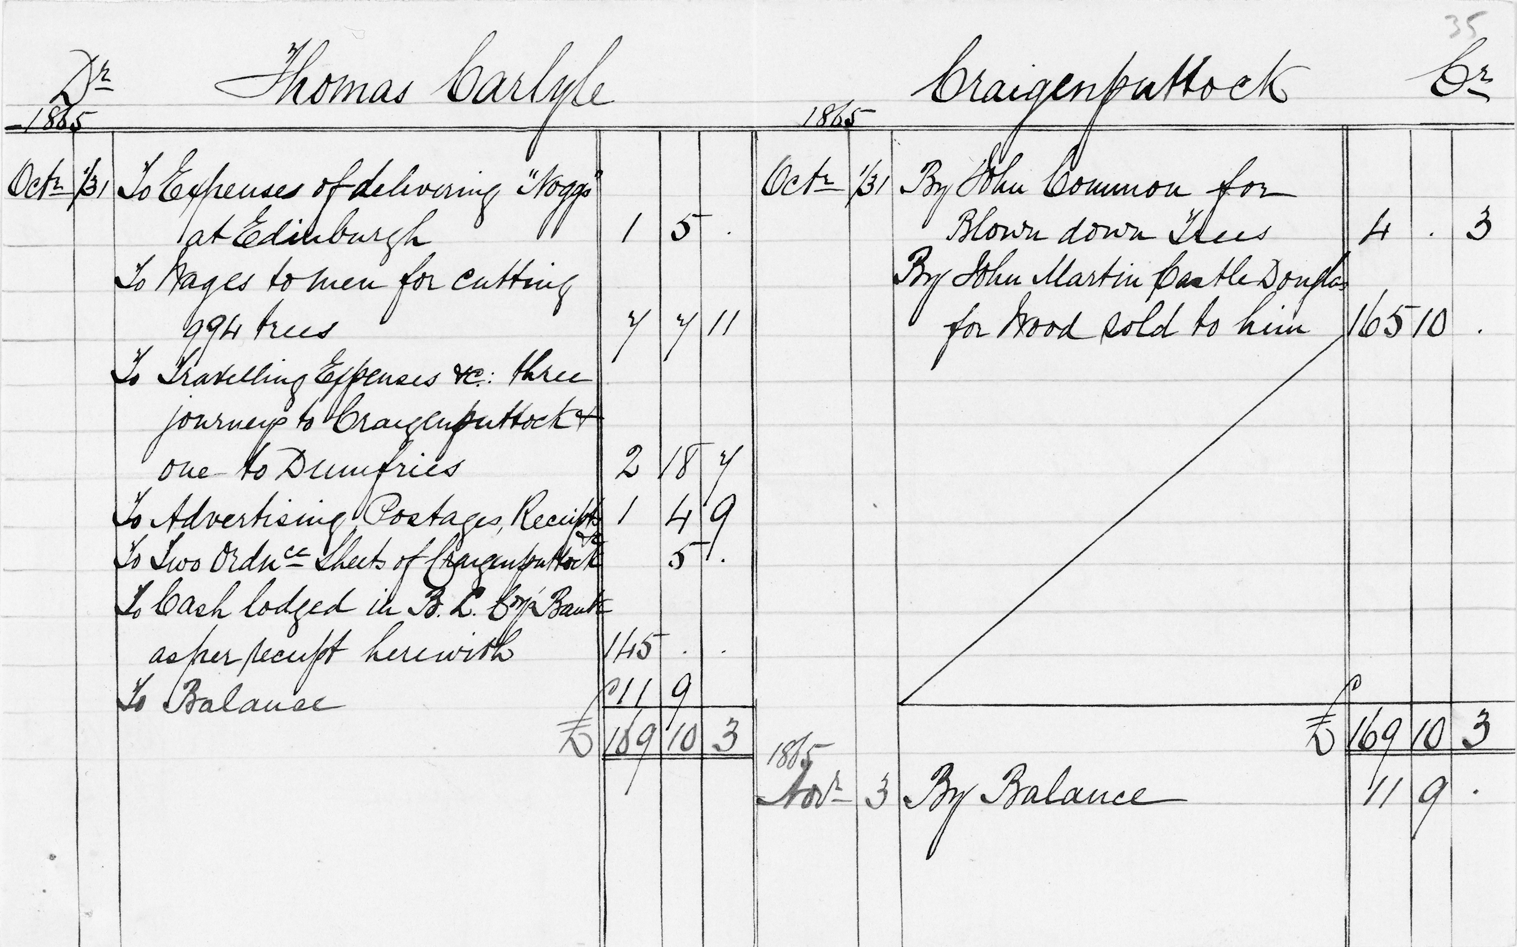 35
Dr Thomas Carlyle Craigenputtock Cr
1865
Octr 1/31 To Expenses of delivering "Noggs"
at Edinburgh 1 5 .
To Wages to men for cutting
994 trees 7 7 11
To Travelling Expenses &c: three
journeys to Craigenputtock &
one to Dumfries 2 18 7
To Advertising, Postages, Receipts &c 1 4 9
To Two Ordnce Sheets of Craigenputtock 5 .
To Cash lodged in B. L. Coy's Bank
as per receipt herewith 145 . .
To Balance 11 9
£ 169 10 3
1865
Octr 1/31 By John Common for
Blown down Trees 4 . 3
By John Martin Castle Douglas
for Wood sold to him 165 10 .
£ 169 10 3
1865
Novr 3 By Balance 11 9 .